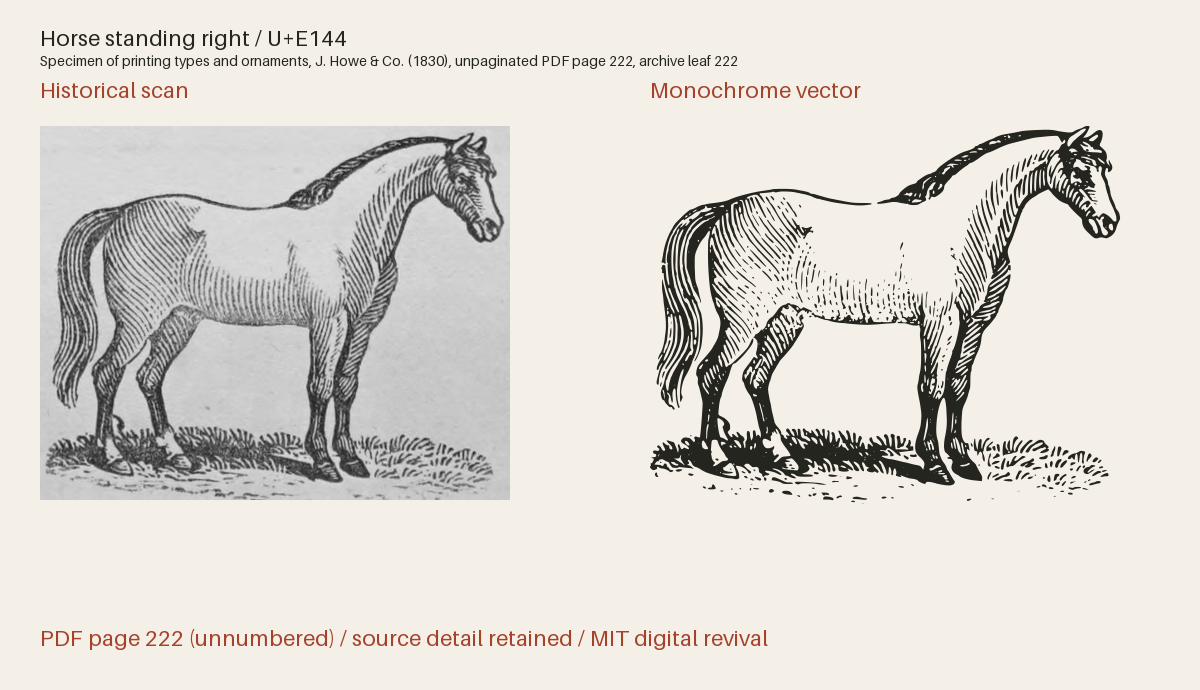 Horse standing right / U+E144
Specimen of printing types and ornaments, J. Howe & Co. (1830), unpaginated PDF page 222, archive leaf 222
Historical scan
Monochrome vector
PDF page 222 (unnumbered) / source detail retained / MIT digital revival